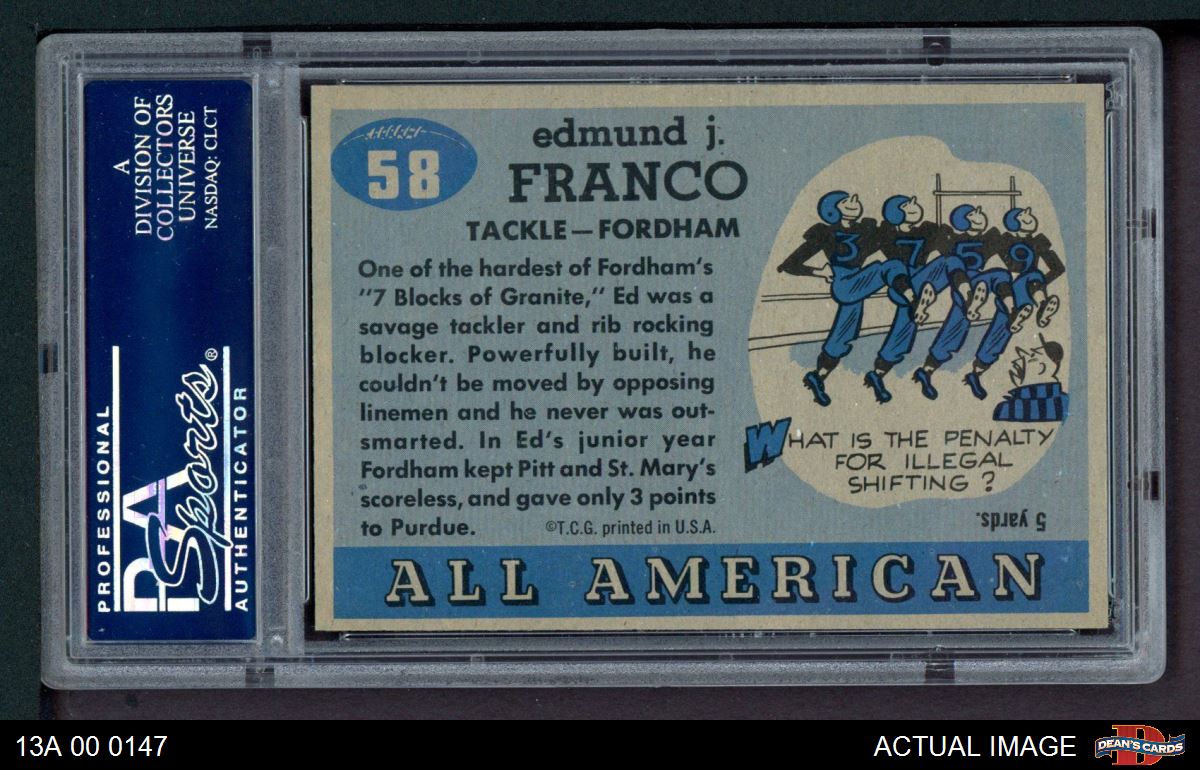 A
DIVISION OF
COLLECTORS
UNIVERSE
NASDAQ: CLCT
PROFESSIONAL
PSA
Sports®
AUTHENTICATOR
58
edmund j.
FRANCO
TACKLE—FORDHAM
One of the hardest of Fordham's
"7 Blocks of Granite," Ed was a
savage tackler and rib rocking
blocker. Powerfully built, he
couldn't be moved by opposing
linemen and he never was out-
smarted. In Ed's junior year
Fordham kept Pitt and St. Mary's
scoreless, and gave only 3 points
to Purdue.
©T.C.G. printed in U.S.A.
3 7 5 9
WHAT IS THE PENALTY
FOR ILLEGAL
SHIFTING?
5 yards.
ALL AMERICAN
13A 00 0147
ACTUAL IMAGE
D
DEAN'S CARDS